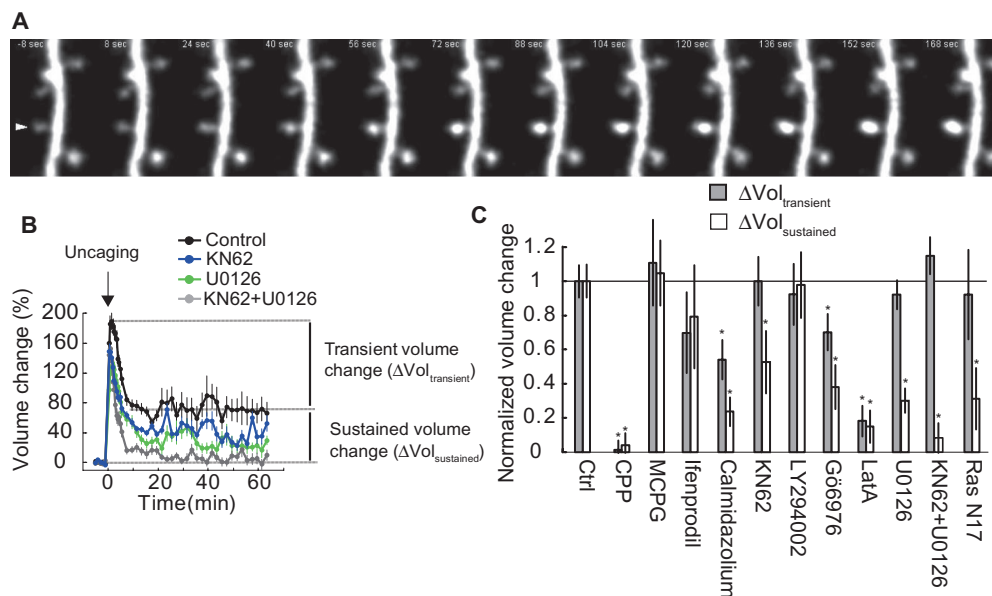 A
-8 sec 8 sec 24 sec 40 sec 56 sec 72 sec 88 sec 104 sec 120 sec 136 sec 152 sec 168 sec
B
Uncaging
Control
KN62
U0126
KN62+U0126
Volume change (%)
200
160
120
80
40
0
0 20 40 60
Time(min)
Transient volume
change (ΔVoltransient)
Sustained volume
change (ΔVolsustained)
C
ΔVoltransient
ΔVolsustained
Normalized volume change
1.2
1
0.8
0.6
0.4
0.2
0
* * * * * * * * * * * *
Ctrl
CPP
MCPG
Ifenprodil
Calmidazolium
KN62
LY294002
Gö6976
LatA
U0126
KN62+U0126
Ras N17